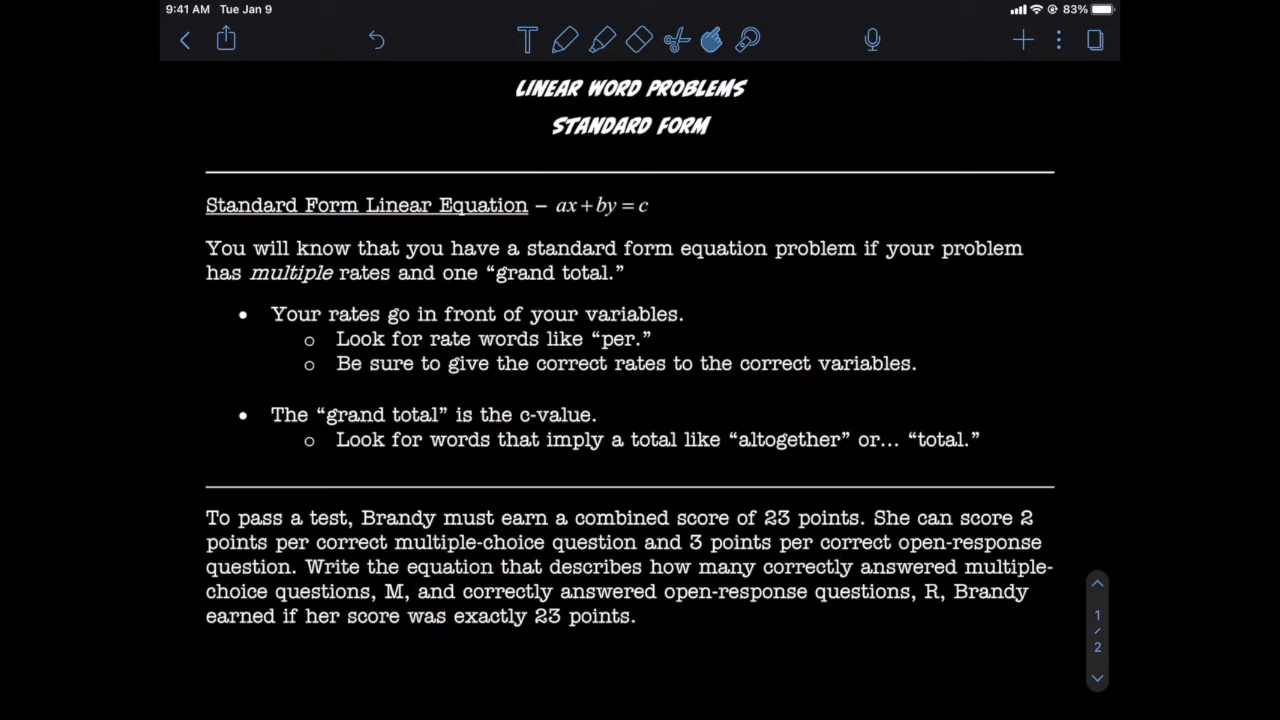 9:41 AM Tue Jan 9 83%
LINEAR WORD PROBLEMS
STANDARD FORM
Standard Form Linear Equation – ax + by = c
You will know that you have a standard form equation problem if your problem
has multiple rates and one “grand total.”
• Your rates go in front of your variables.
o Look for rate words like “per.”
o Be sure to give the correct rates to the correct variables.
• The “grand total” is the c-value.
o Look for words that imply a total like “altogether” or… “total.”
To pass a test, Brandy must earn a combined score of 23 points. She can score 2
points per correct multiple-choice question and 3 points per correct open-response
question. Write the equation that describes how many correctly answered multiple-
choice questions, M, and correctly answered open-response questions, R, Brandy
earned if her score was exactly 23 points.
1
/
2